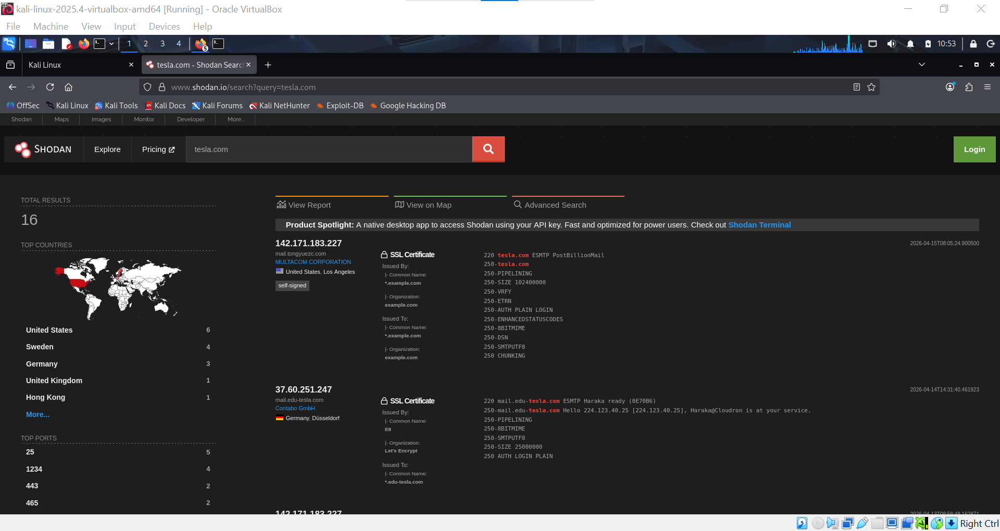 kali-linux-2025.4-virtualbox-amd64 [Running] - Oracle VirtualBox
File Machine View Input Devices Help
1 2 3 4 5 10:53
Kali Linux
tesla.com - Shodan Searc
www.shodan.io/search?query=tesla.com
OffSec Kali Linux Kali Tools Kali Docs Kali Forums Kali NetHunter Exploit-DB Google Hacking DB
Shodan Maps Images Monitor Developer More...
SHODAN Explore Pricing tesla.com Login
TOTAL RESULTS
16
TOP COUNTRIES
United States 6
Sweden 4
Germany 3
United Kingdom 1
Hong Kong 1
More...
TOP PORTS
25 5
1234 4
443 2
465 2
View Report View on Map Advanced Search
Product Spotlight: A native desktop app to access Shodan using your API key. Fast and optimized for power users. Check out Shodan Terminal
142.171.183.227
mail.tongyuezc.com
MULTACOM CORPORATION
United States, Los Angeles
self-signed
SSL Certificate
Issued By:
|- Common Name:
*.example.com
|- Organization:
example.com
Issued To:
|- Common Name:
*.example.com
|- Organization:
example.com
2026-04-15T08:05:24.900500
220 tesla.com ESMTP PostBillionMail
250-tesla.com
250-PIPELINING
250-SIZE 102400000
250-VRFY
250-ETRN
250-AUTH PLAIN LOGIN
250-ENHANCEDSTATUSCODES
250-8BITMIME
250-DSN
250-SMTPUTF8
250 CHUNKING
37.60.251.247
mail.edu-tesla.com
Contabo GmbH
Germany, Düsseldorf
SSL Certificate
Issued By:
|- Common Name:
E8
|- Organization:
Let's Encrypt
Issued To:
|- Common Name:
*.edu-tesla.com
2026-04-14T14:31:40.461923
220 mail.edu-tesla.com ESMTP Haraka ready (0E70B6)
250-mail.edu-tesla.com Hello 224.123.40.25 [224.123.40.25], Haraka@Cloudron is at your service.
250-PIPELINING
250-8BITMIME
250-SMTPUTF8
250-SIZE 25000000
250 AUTH LOGIN PLAIN
142.171.183.227
2026-04-13T08:58:48.162871
Right Ctrl